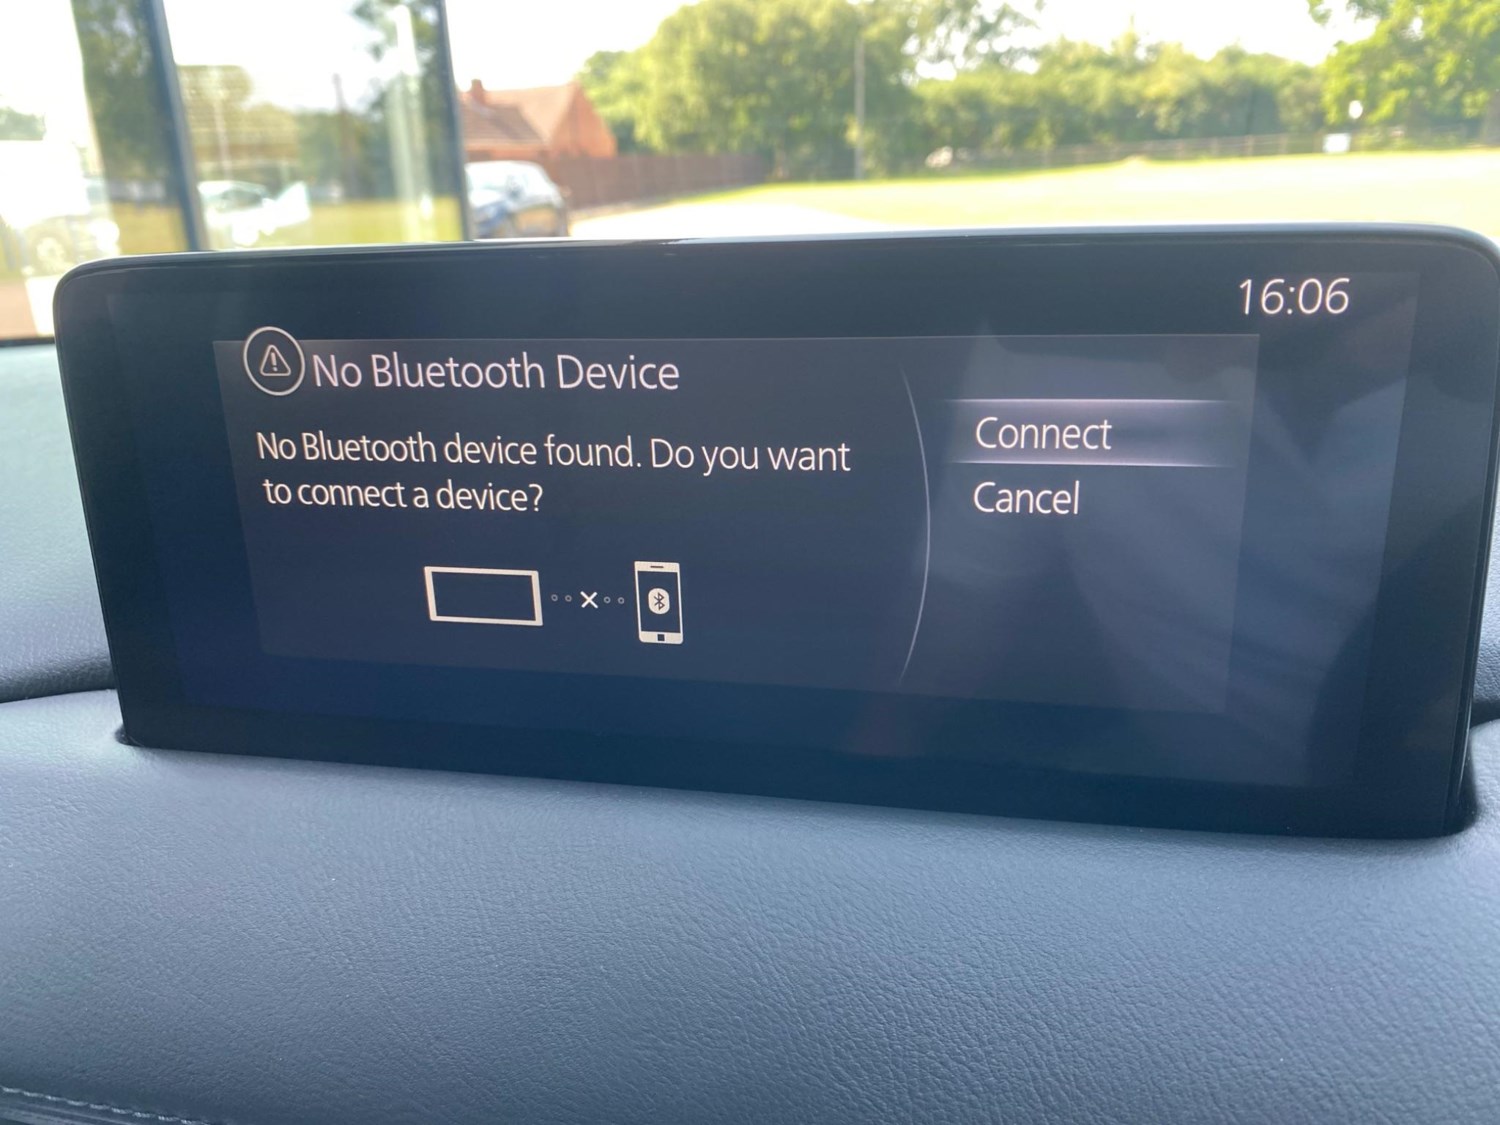 16:06
No Bluetooth Device
No Bluetooth device found. Do you want
to connect a device?
Connect
Cancel